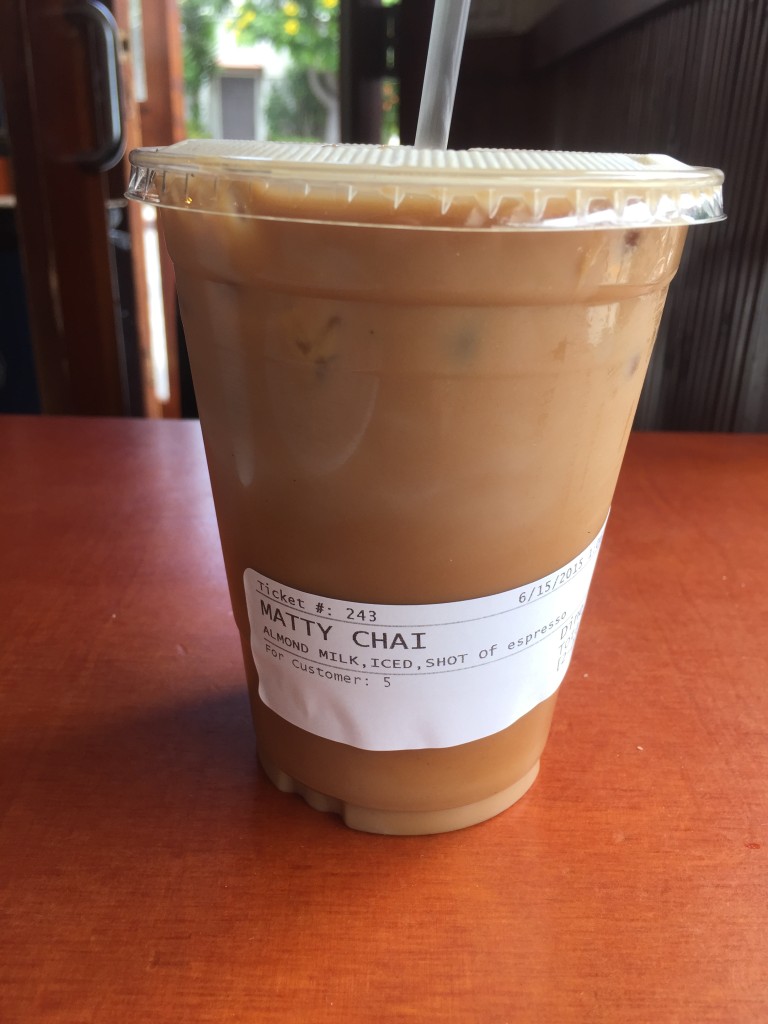 Ticket #: 243 6/15/2015
MATTY CHAI
ALMOND MILK,ICED,SHOT of espresso
For Customer: 5